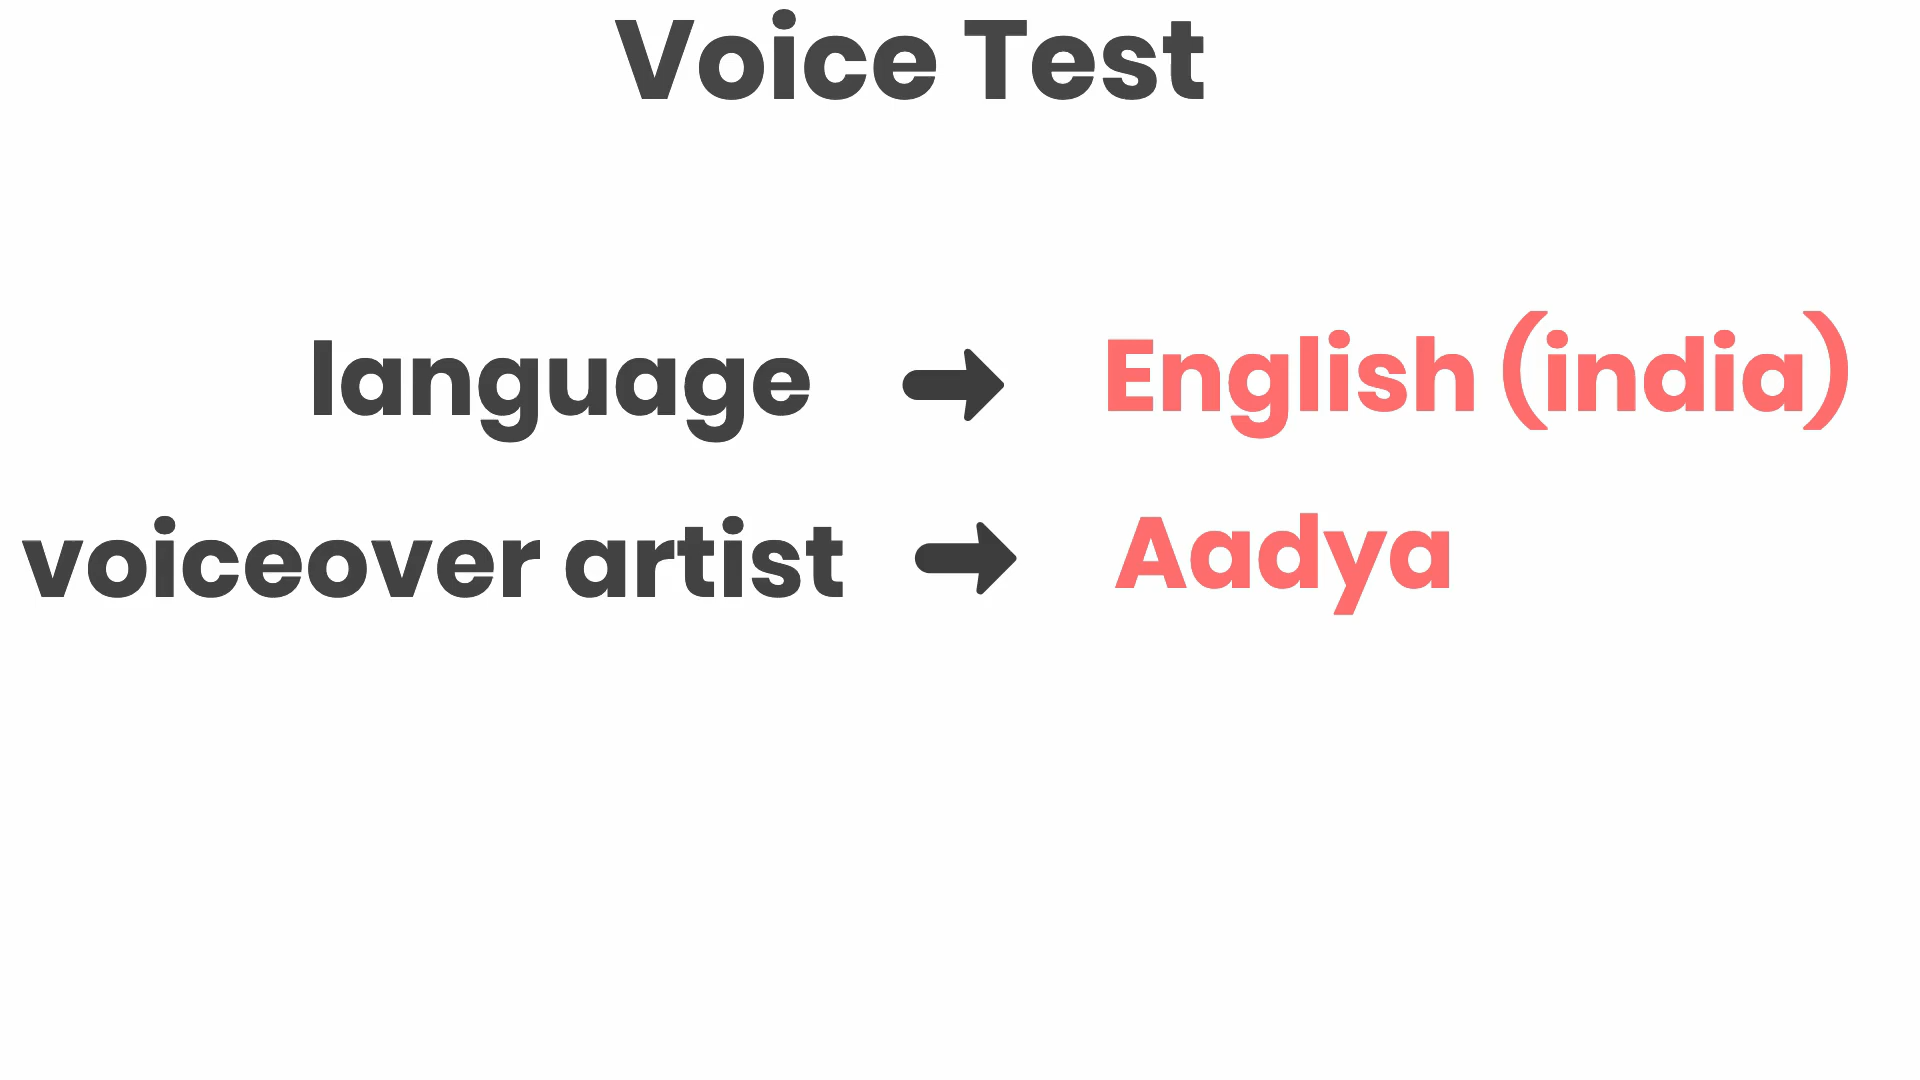 Voice Test
language → English (india)
voiceover artist → Aadya